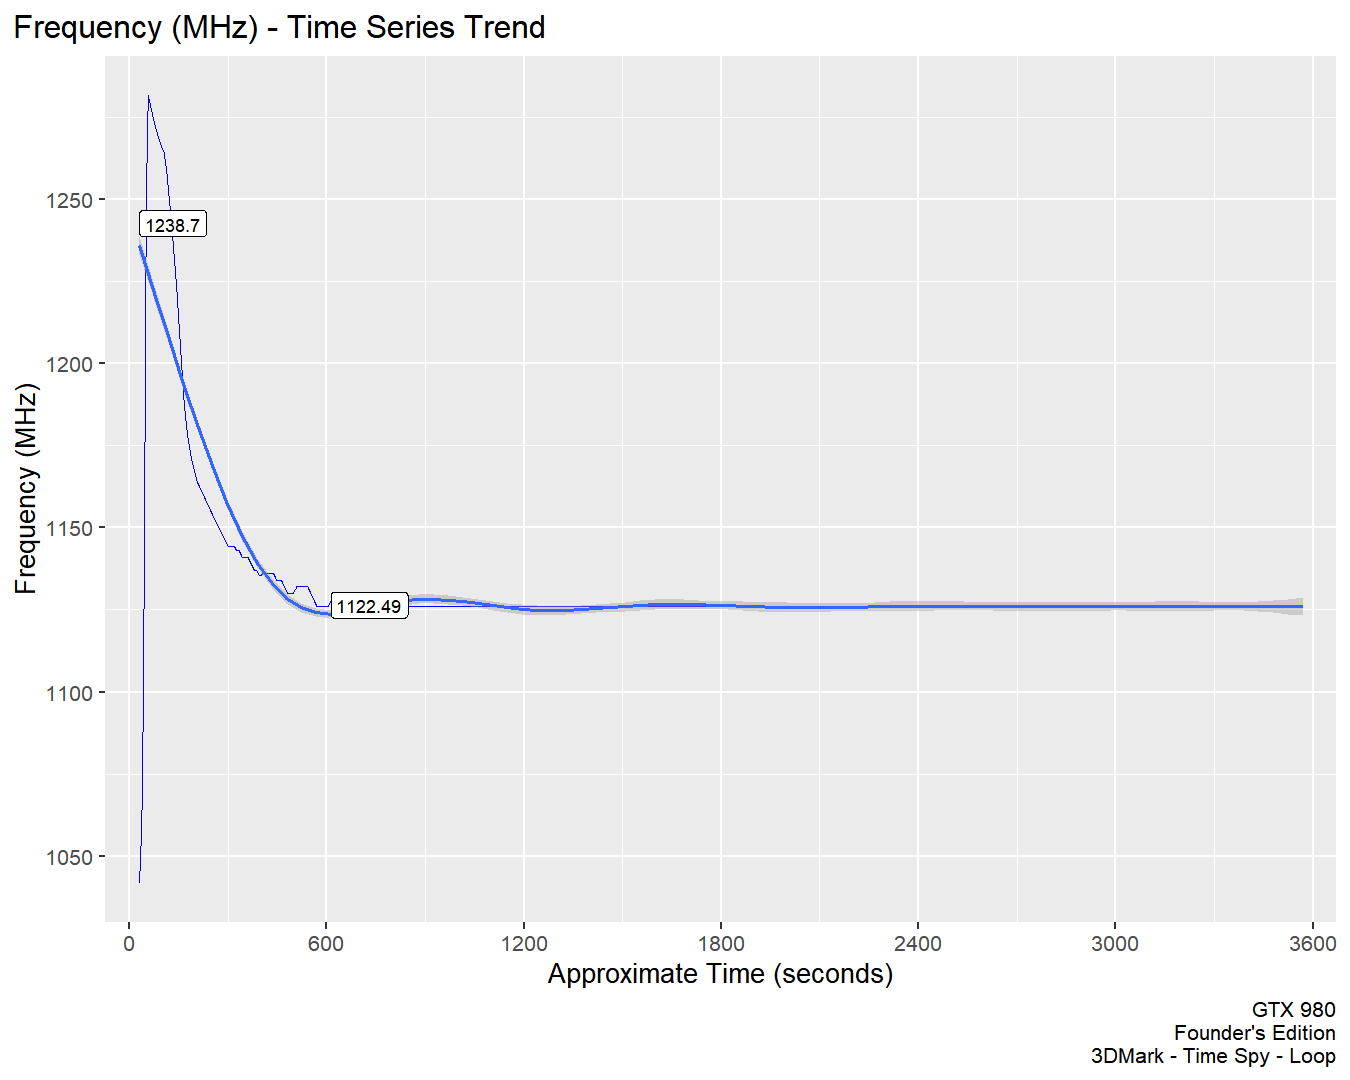 Frequency (MHz) - Time Series Trend
Frequency (MHz)
1250
1200
1150
1100
1050
1238.7
1122.49
0 600 1200 1800 2400 3000 3600
Approximate Time (seconds)
GTX 980
Founder's Edition
3DMark - Time Spy - Loop